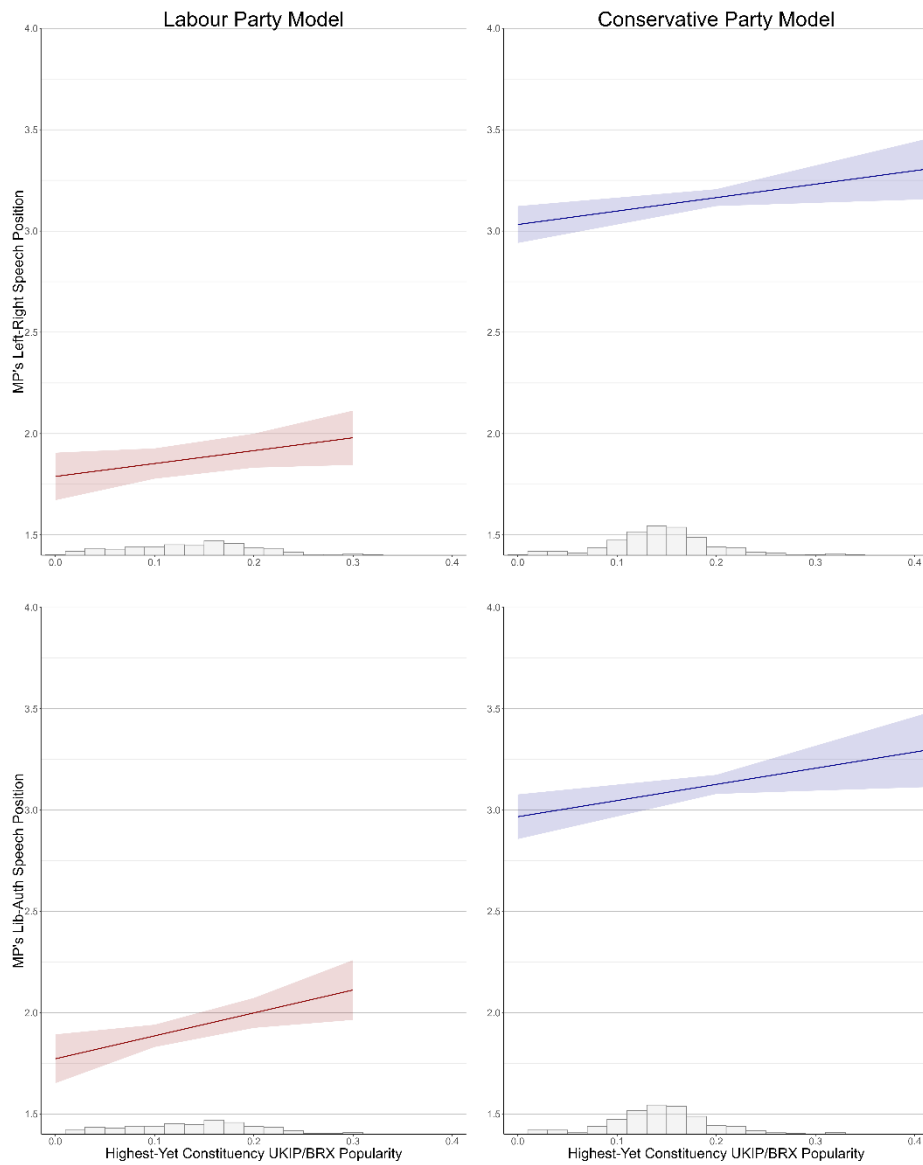 Labour Party Model
Conservative Party Model
MP's Left-Right Speech Position
4.0
3.5
3.0
2.5
2.0
1.5
0.0 0.1 0.2 0.3 0.4
4.0
3.5
3.0
2.5
2.0
1.5
0.0 0.1 0.2 0.3 0.4
MP's Lib-Auth Speech Position
4.0
3.5
3.0
2.5
2.0
1.5
0.0 0.1 0.2 0.3 0.4
Highest-Yet Constituency UKIP/BRX Popularity
4.0
3.5
3.0
2.5
2.0
1.5
0.0 0.1 0.2 0.3 0.4
Highest-Yet Constituency UKIP/BRX Popularity